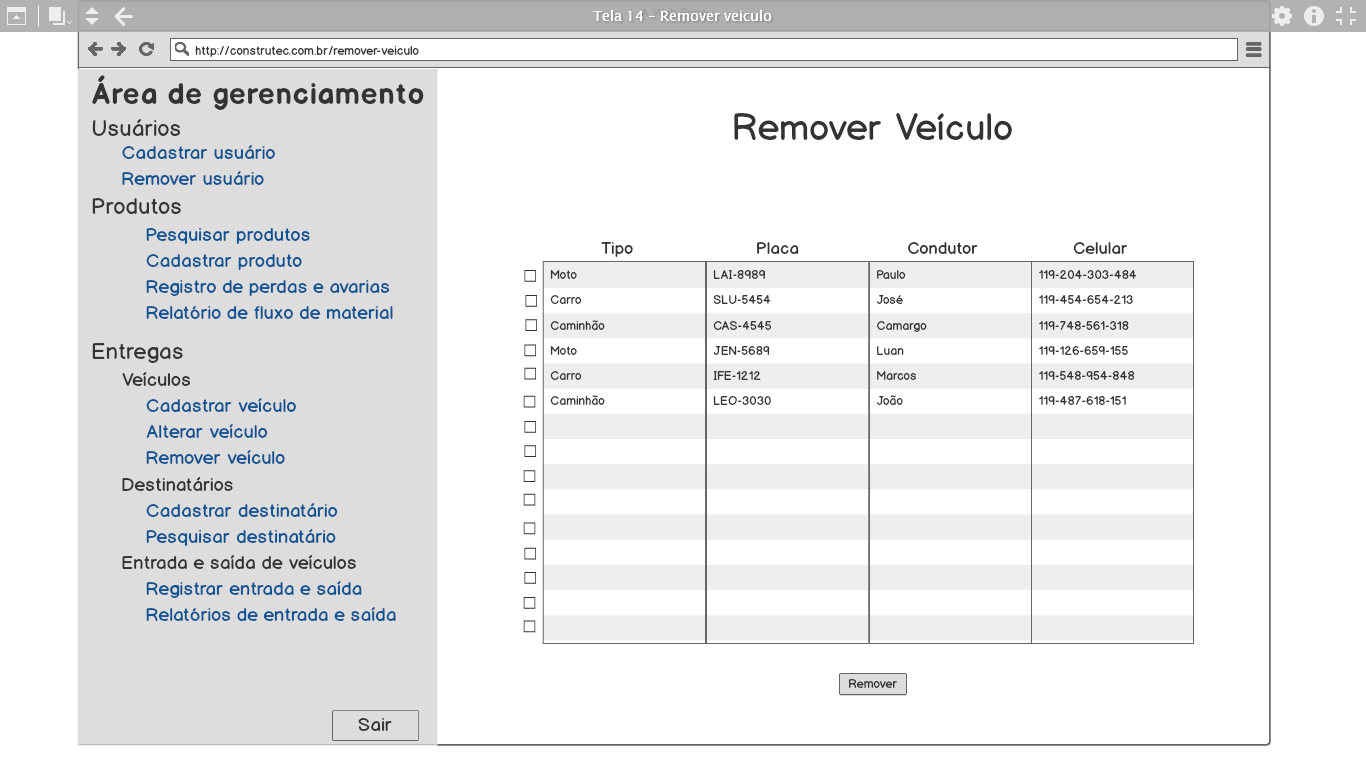 Tela 14 - Remover veiculo
http://construtec.com.br/remover-veiculo
Área de gerenciamento
Usuários
Cadastrar usuário
Remover usuário
Produtos
Pesquisar produtos
Cadastrar produto
Registro de perdas e avarias
Relatório de fluxo de material
Entregas
Veículos
Cadastrar veículo
Alterar veículo
Remover veículo
Destinatários
Cadastrar destinatário
Pesquisar destinatário
Entrada e saída de veículos
Registrar entrada e saída
Relatórios de entrada e saída
Sair
Remover Veículo
Tipo Placa Condutor Celular
Moto LAI-8989 Paulo 119-204-303-484
Carro SLU-5454 José 119-454-654-213
Caminhão CAS-4545 Camargo 119-748-561-318
Moto JEN-5689 Luan 119-126-659-155
Carro IFE-1212 Marcos 119-548-954-848
Caminhão LEO-3030 João 119-487-618-151
Remover